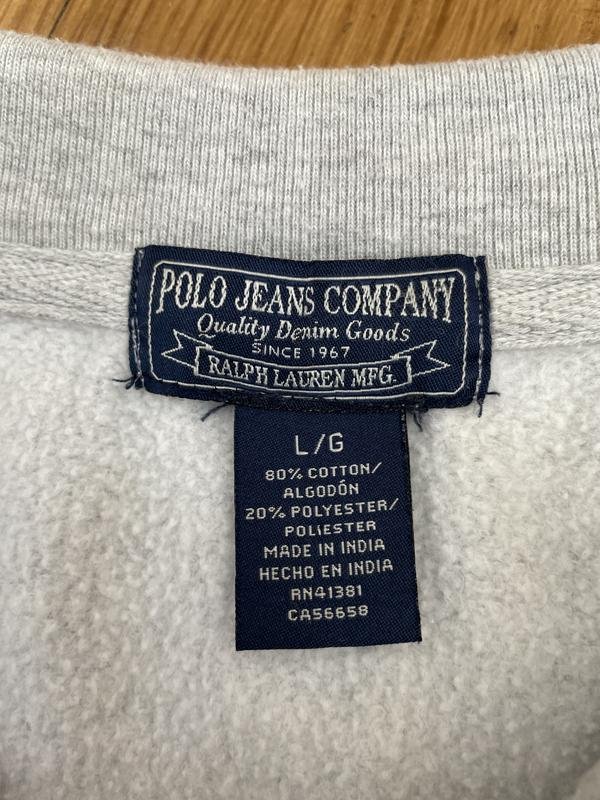 POLO JEANS COMPANY
Quality Denim Goods
SINCE 1967
RALPH LAUREN MFG.
L/G
80% COTTON/
ALGODÓN
20% POLYESTER/
POLIESTER
MADE IN INDIA
HECHO EN INDIA
RN41381
CA56658